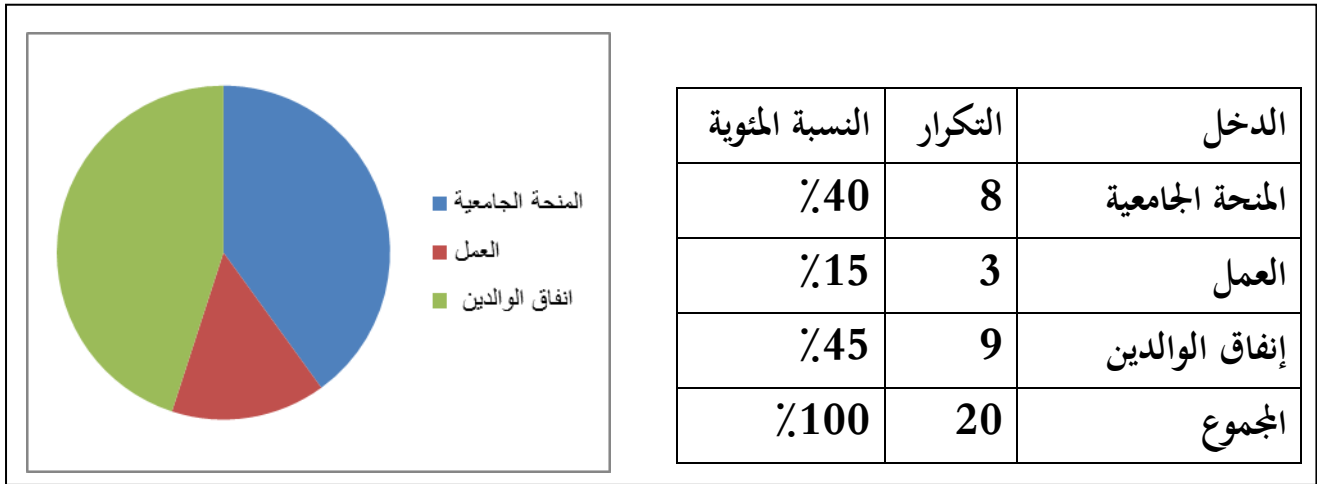 الدخل التكرار النسبة المئوية
المنحة الجامعية 8 40٪
العمل 3 15٪
إنفاق الوالدين 9 45٪
المجموع 20 100٪
المنحة الجامعية
العمل
انفاق الوالدين